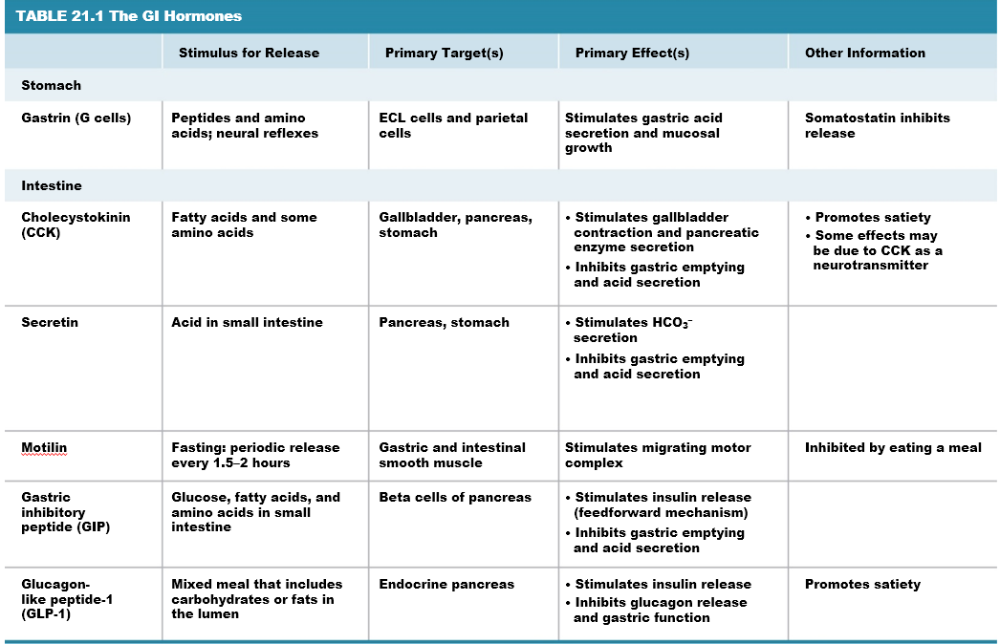 TABLE 21.1 The GI Hormones
Stimulus for Release
Primary Target(s)
Primary Effect(s)
Other Information
Stomach
Gastrin (G cells)
Peptides and amino
acids; neural reflexes
ECL cells and parietal
cells
Stimulates gastric acid
secretion and mucosal
growth
Somatostatin inhibits
release
Intestine
Cholecystokinin
(CCK)
Fatty acids and some
amino acids
Gallbladder, pancreas,
stomach
• Stimulates gallbladder
contraction and pancreatic
enzyme secretion
• Inhibits gastric emptying
and acid secretion
• Promotes satiety
• Some effects may
be due to CCK as a
neurotransmitter
Secretin
Acid in small intestine
Pancreas, stomach
• Stimulates HCO₃⁻
secretion
• Inhibits gastric emptying
and acid secretion
Motilin
Fasting: periodic release
every 1.5–2 hours
Gastric and intestinal
smooth muscle
Stimulates migrating motor
complex
Inhibited by eating a meal
Gastric
inhibitory
peptide (GIP)
Glucose, fatty acids, and
amino acids in small
intestine
Beta cells of pancreas
• Stimulates insulin release
(feedforward mechanism)
• Inhibits gastric emptying
and acid secretion
Glucagon-
like peptide-1
(GLP-1)
Mixed meal that includes
carbohydrates or fats in
the lumen
Endocrine pancreas
• Stimulates insulin release
• Inhibits glucagon release
and gastric function
Promotes satiety